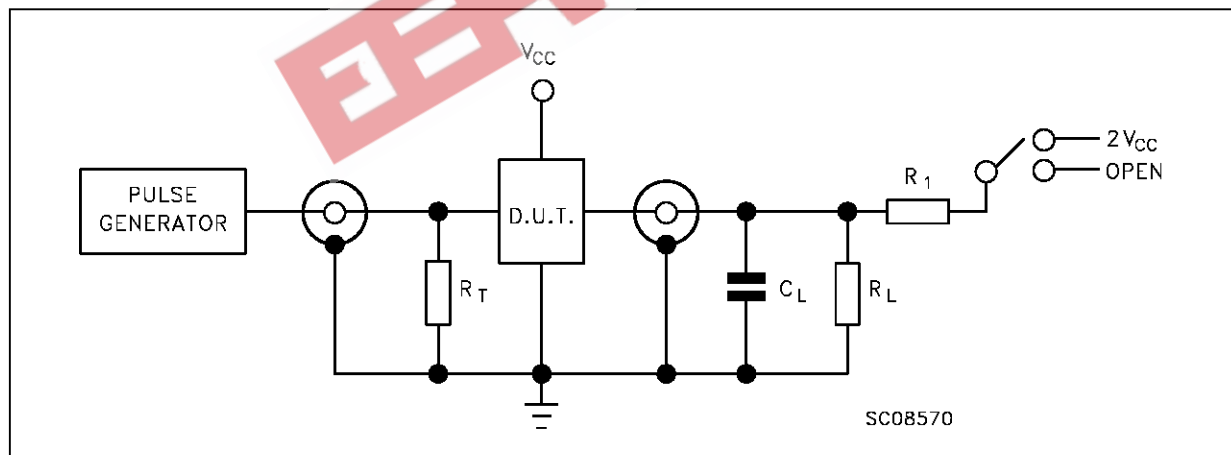 VCC
2VCC
OPEN
R1
PULSE
GENERATOR
D.U.T.
RT
CL
RL
SC08570